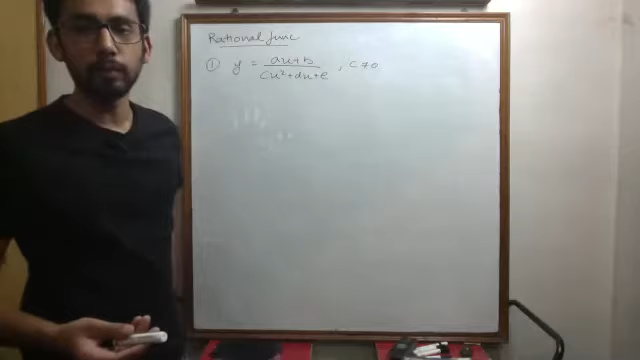 Rational func
① y = ax+b / cx²+dx+e , c≠0